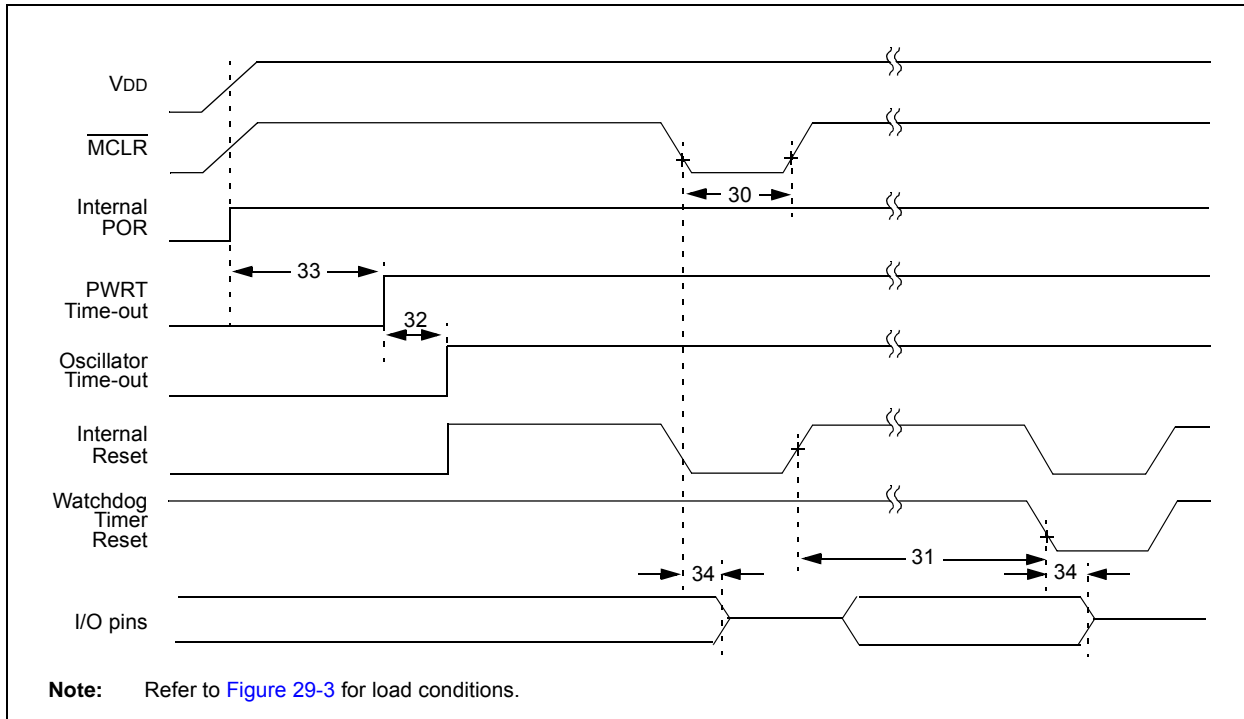 VDD
MCLR
30
Internal
POR
33
PWRT
Time-out
32
Oscillator
Time-out
Internal
Reset
Watchdog
Timer
Reset
31
34
34
I/O pins
Note: Refer to Figure 29-3 for load conditions.